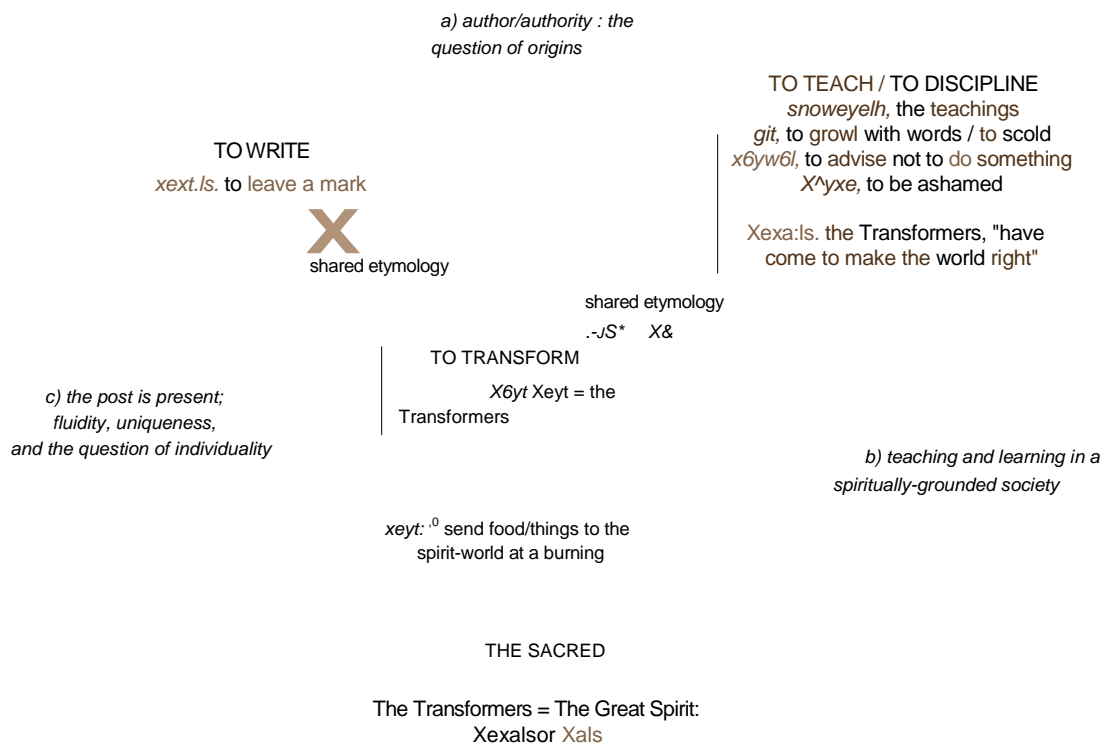 a) author/authority : the
question of origins
TO TEACH / TO DISCIPLINE
snoweyelh, the teachings
git, to growl with words / to scold
x6yw6l, to advise not to do something
X^yxe, to be ashamed
Xexa:ls. the Transformers, "have
come to make the world right"
TO WRITE
xext.ls. to leave a mark
X
shared etymology
shared etymology
.-JS* X&
TO TRANSFORM
X6yt Xeyt = the
Transformers
c) the post is present;
fluidity, uniqueness,
and the question of individuality
b) teaching and learning in a
spiritually-grounded society
xeyt: ,0 send food/things to the
spirit-world at a burning
THE SACRED
The Transformers = The Great Spirit:
Xexalsor Xals